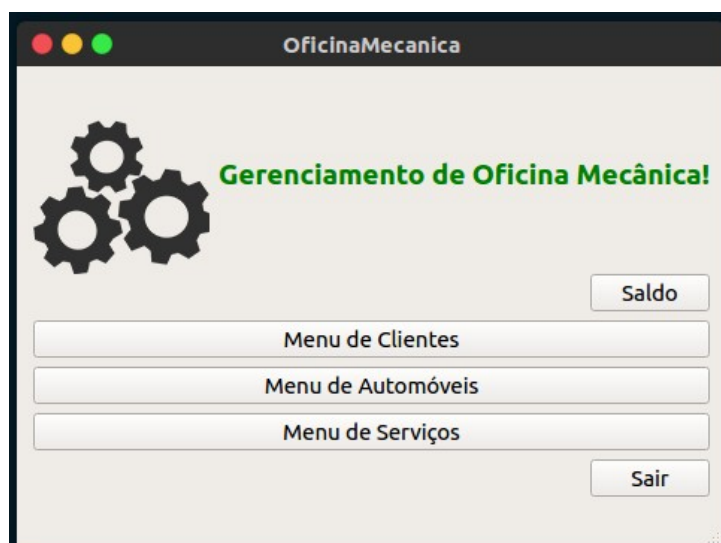 OficinaMecanica
Gerenciamento de Oficina Mecânica!
Saldo
Menu de Clientes
Menu de Automóveis
Menu de Serviços
Sair